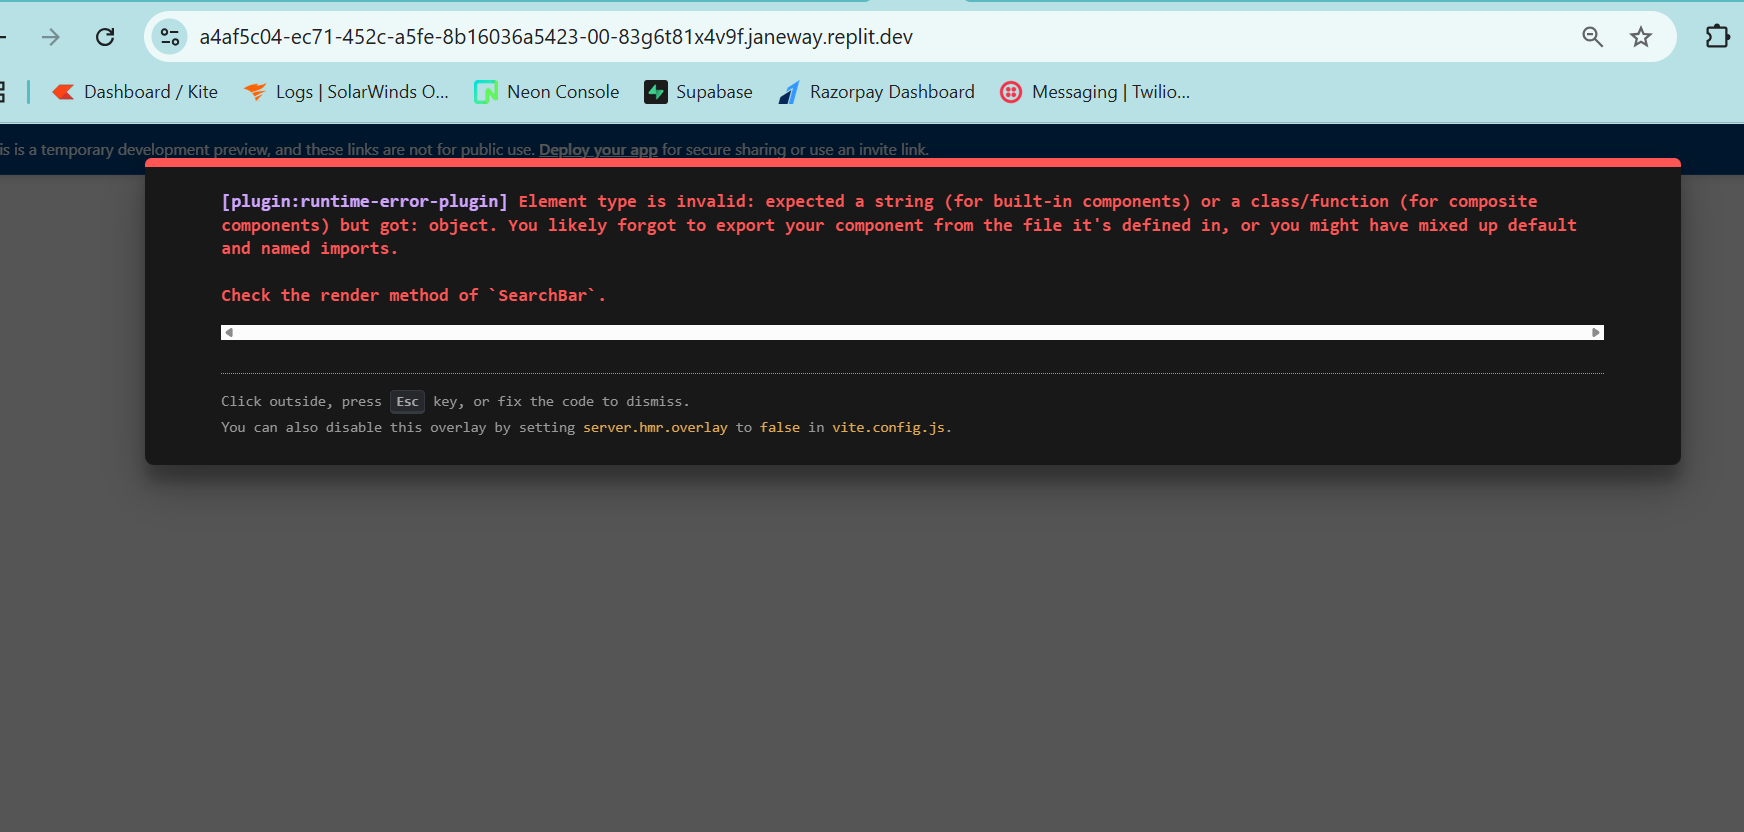 a4af5c04-ec71-452c-a5fe-8b16036a5423-00-83g6t81x4v9f.janeway.replit.dev
Dashboard / Kite Logs | SolarWinds O... Neon Console Supabase Razorpay Dashboard Messaging | Twilio...
is is a temporary development preview, and these links are not for public use. Deploy your app for secure sharing or use an invite link.
[plugin:runtime-error-plugin] Element type is invalid: expected a string (for built-in components) or a class/function (for composite
components) but got: object. You likely forgot to export your component from the file it's defined in, or you might have mixed up default
and named imports.
Check the render method of `SearchBar`.
Click outside, press Esc key, or fix the code to dismiss.
You can also disable this overlay by setting server.hmr.overlay to false in vite.config.js.